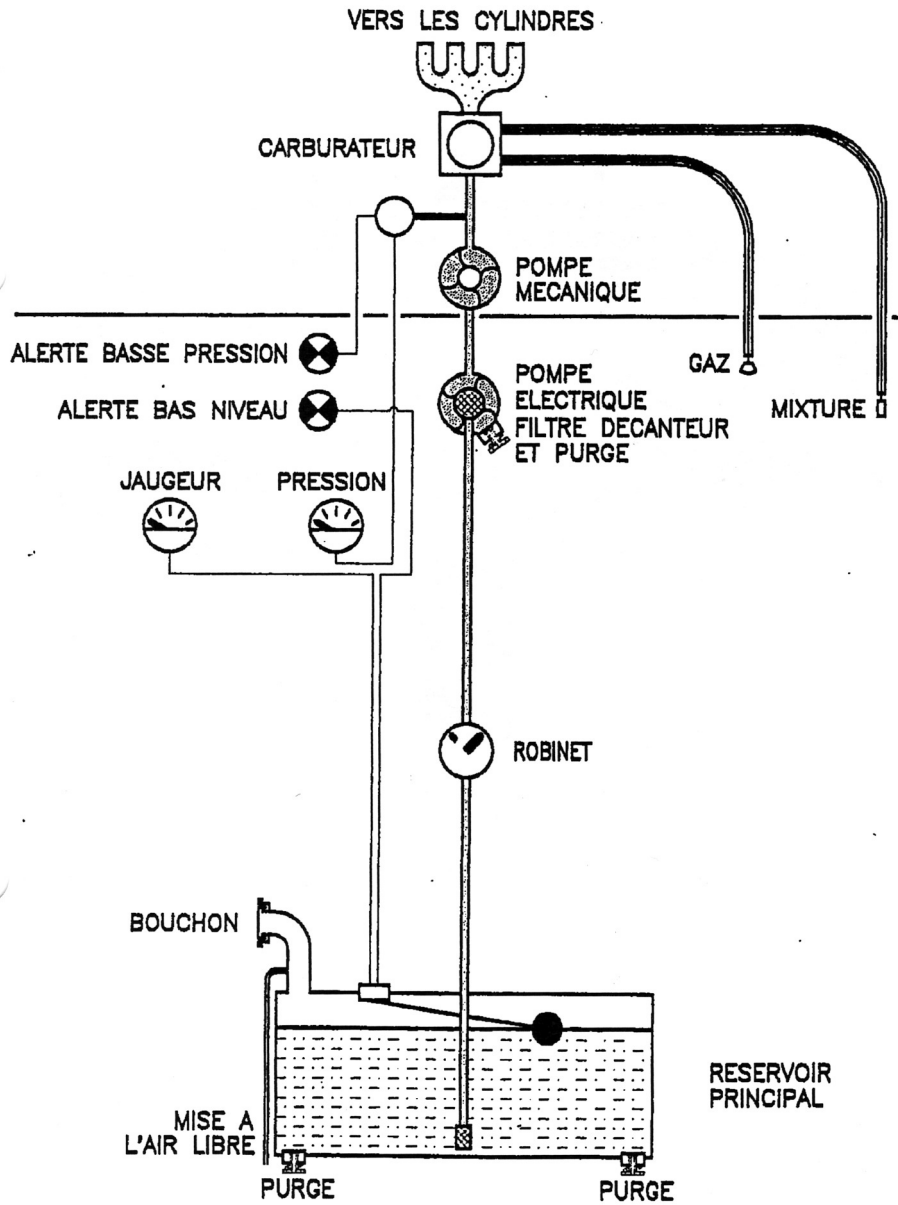 VERS LES CYLINDRES
CARBURATEUR
POMPE
MECANIQUE
ALERTE BASSE PRESSION
GAZ
POMPE
ELECTRIQUE
FILTRE DECANTEUR
ET PURGE
MIXTURE
ALERTE BAS NIVEAU
JAUGEUR
PRESSION
ROBINET
BOUCHON
RESERVOIR
PRINCIPAL
MISE A
L'AIR LIBRE
PURGE
PURGE